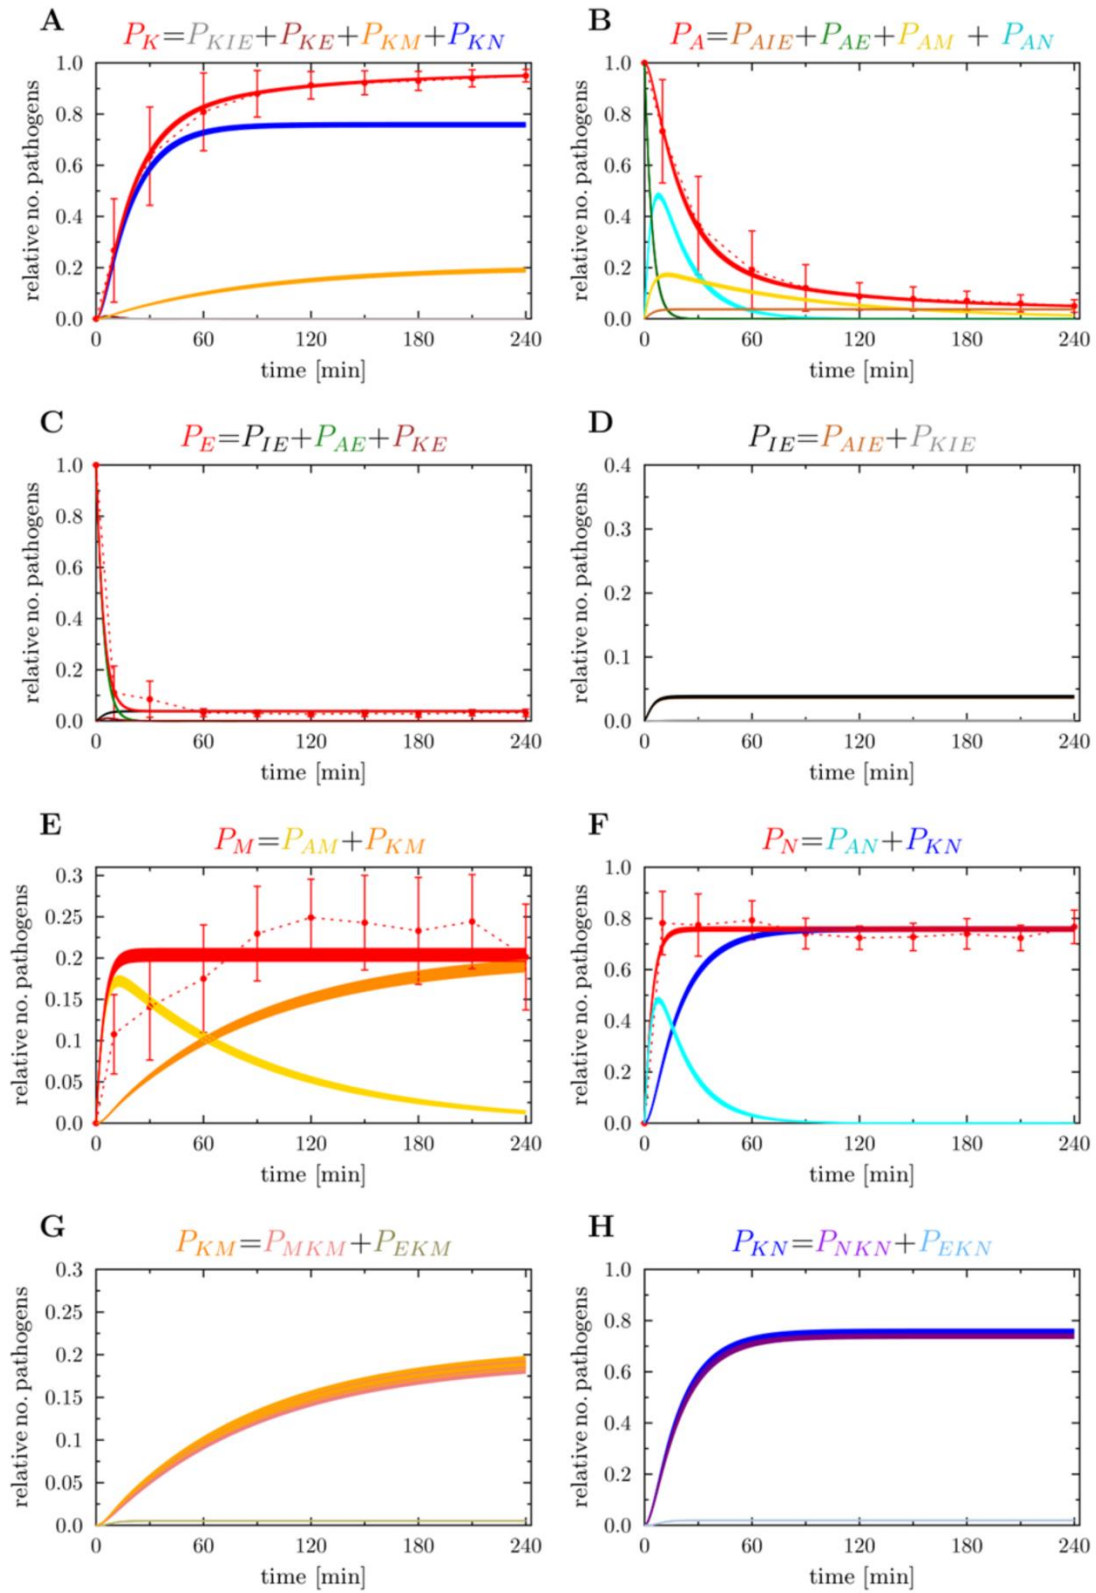 A
B
P_K=P_KIE+P_KE+P_KM+P_KN
P_A=P_AIE+P_AE+P_AM + P_AN
relative no. pathogens
1.0
0.8
0.6
0.4
0.2
0.0
0 60 120 180 240
time [min]
relative no. pathogens
1.0
0.8
0.6
0.4
0.2
0.0
0 60 120 180 240
time [min]
C
D
P_E=P_IE+P_AE+P_KE
P_IE=P_AIE+P_KIE
relative no. pathogens
1.0
0.8
0.6
0.4
0.2
0.0
0 60 120 180 240
time [min]
relative no. pathogens
0.4
0.3
0.2
0.1
0.0
0 60 120 180 240
time [min]
E
F
P_M=P_AM+P_KM
P_N=P_AN+P_KN
relative no. pathogens
0.3
0.25
0.2
0.15
0.1
0.05
0.0
0 60 120 180 240
time [min]
relative no. pathogens
1.0
0.8
0.6
0.4
0.2
0.0
0 60 120 180 240
time [min]
G
H
P_KM=P_MKM+P_EKM
P_KN=P_NKN+P_EKN
relative no. pathogens
0.3
0.25
0.2
0.15
0.1
0.05
0.0
0 60 120 180 240
time [min]
relative no. pathogens
1.0
0.8
0.6
0.4
0.2
0.0
0 60 120 180 240
time [min]